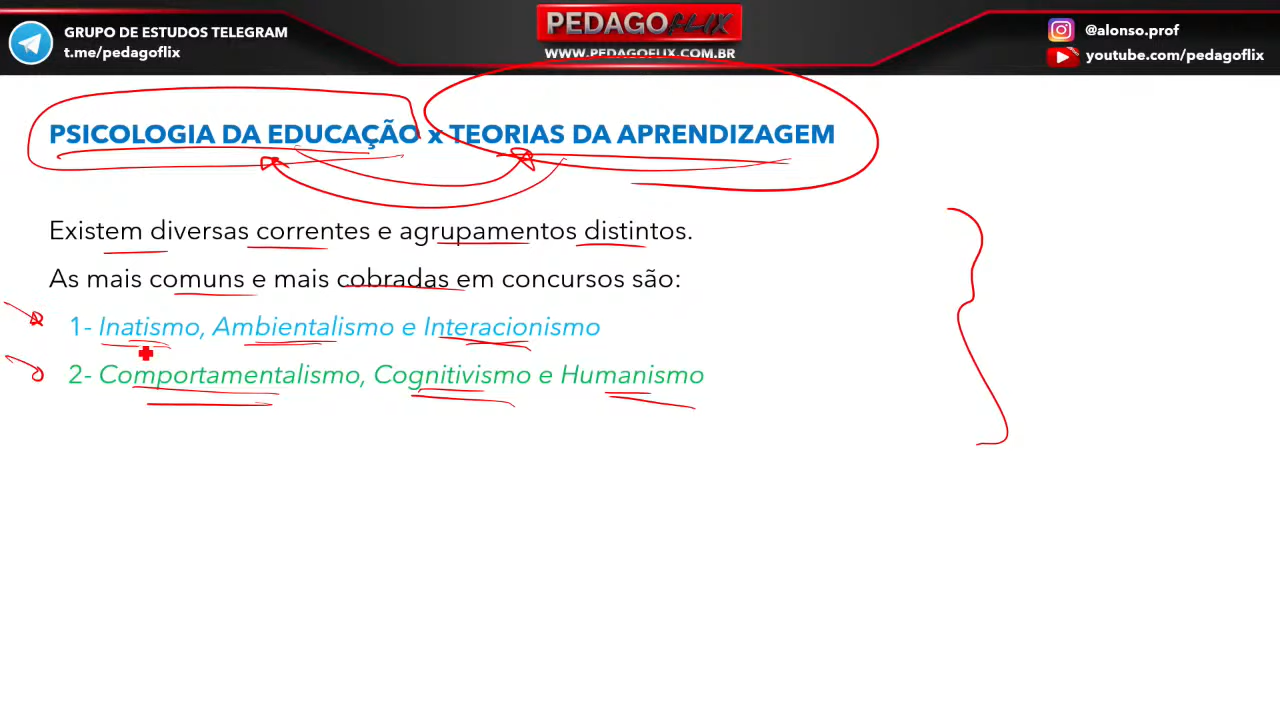 GRUPO DE ESTUDOS TELEGRAM
t.me/pedagoflix
PEDAGOFLIX
WWW.PEDAGOFLIX.COM.BR
@alonso.prof
youtube.com/pedagoflix
PSICOLOGIA DA EDUCAÇÃO x TEORIAS DA APRENDIZAGEM
Existem diversas correntes e agrupamentos distintos.
As mais comuns e mais cobradas em concursos são:
1- Inatismo, Ambientalismo e Interacionismo
2- Comportamentalismo, Cognitivismo e Humanismo